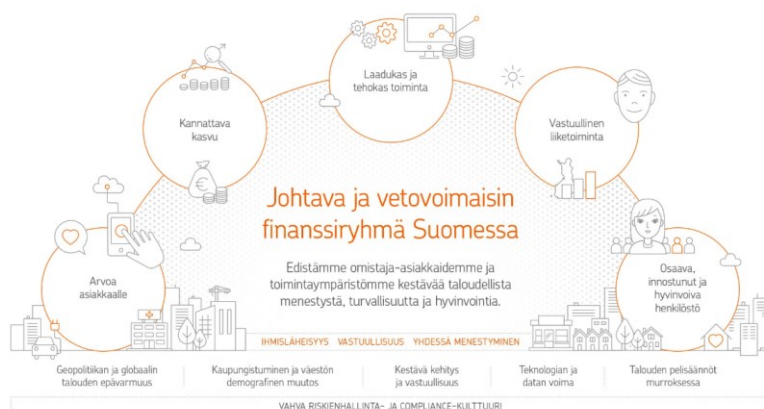 Laadukas ja
tehokas toiminta
Kannattava
kasvu
Vastuullinen
liiketoiminta
Johtava ja vetovoimaisin
finanssiryhmä Suomessa
Arvoa
asiakkaalle
Edistämme omistaja-asiakkaidemme ja
toimintaympäristömme kestävää taloudellista
menestystä, turvallisuutta ja hyvinvointia.
Osaava,
innostunut ja
hyvinvoiva
henkilöstö
IHMISLÄHEISYYS VASTUULLISUUS YHDESSÄ MENESTYMINEN
Geopolitiikan ja globaalin
talouden epävarmuus
Kaupungistuminen ja väestön
demografinen muutos
Kestävä kehitys
ja vastuullisuus
Teknologian ja
datan voima
Talouden pelisäännöt
murroksessa
VAHVA RISKIENHALLINTA- JA COMPLIANCE-KULTTUURI